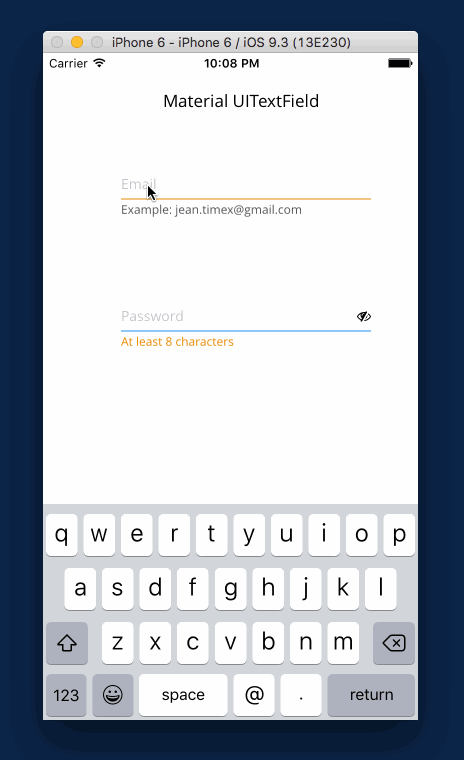 iPhone 6 - iPhone 6 / iOS 9.3 (13E230)
Carrier 10:08 PM
Material UITextField
Email
Example: jean.timex@gmail.com
Password
At least 8 characters
q w e r t y u i o p
a s d f g h j k l
z x c v b n m
123 space @ . return